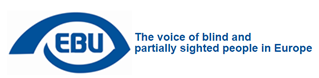 EBU
The voice of blind and
partially sighted people in Europe